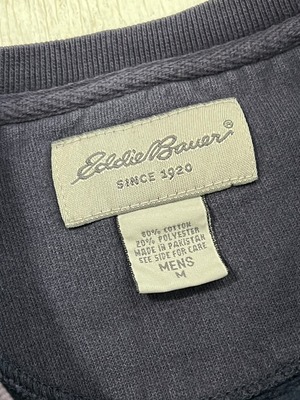 Eddie Bauer®
SINCE 1920
80% COTTON
20% POLYESTER
MADE IN PAKISTAN
SEE SIDE FOR CARE
MENS
M